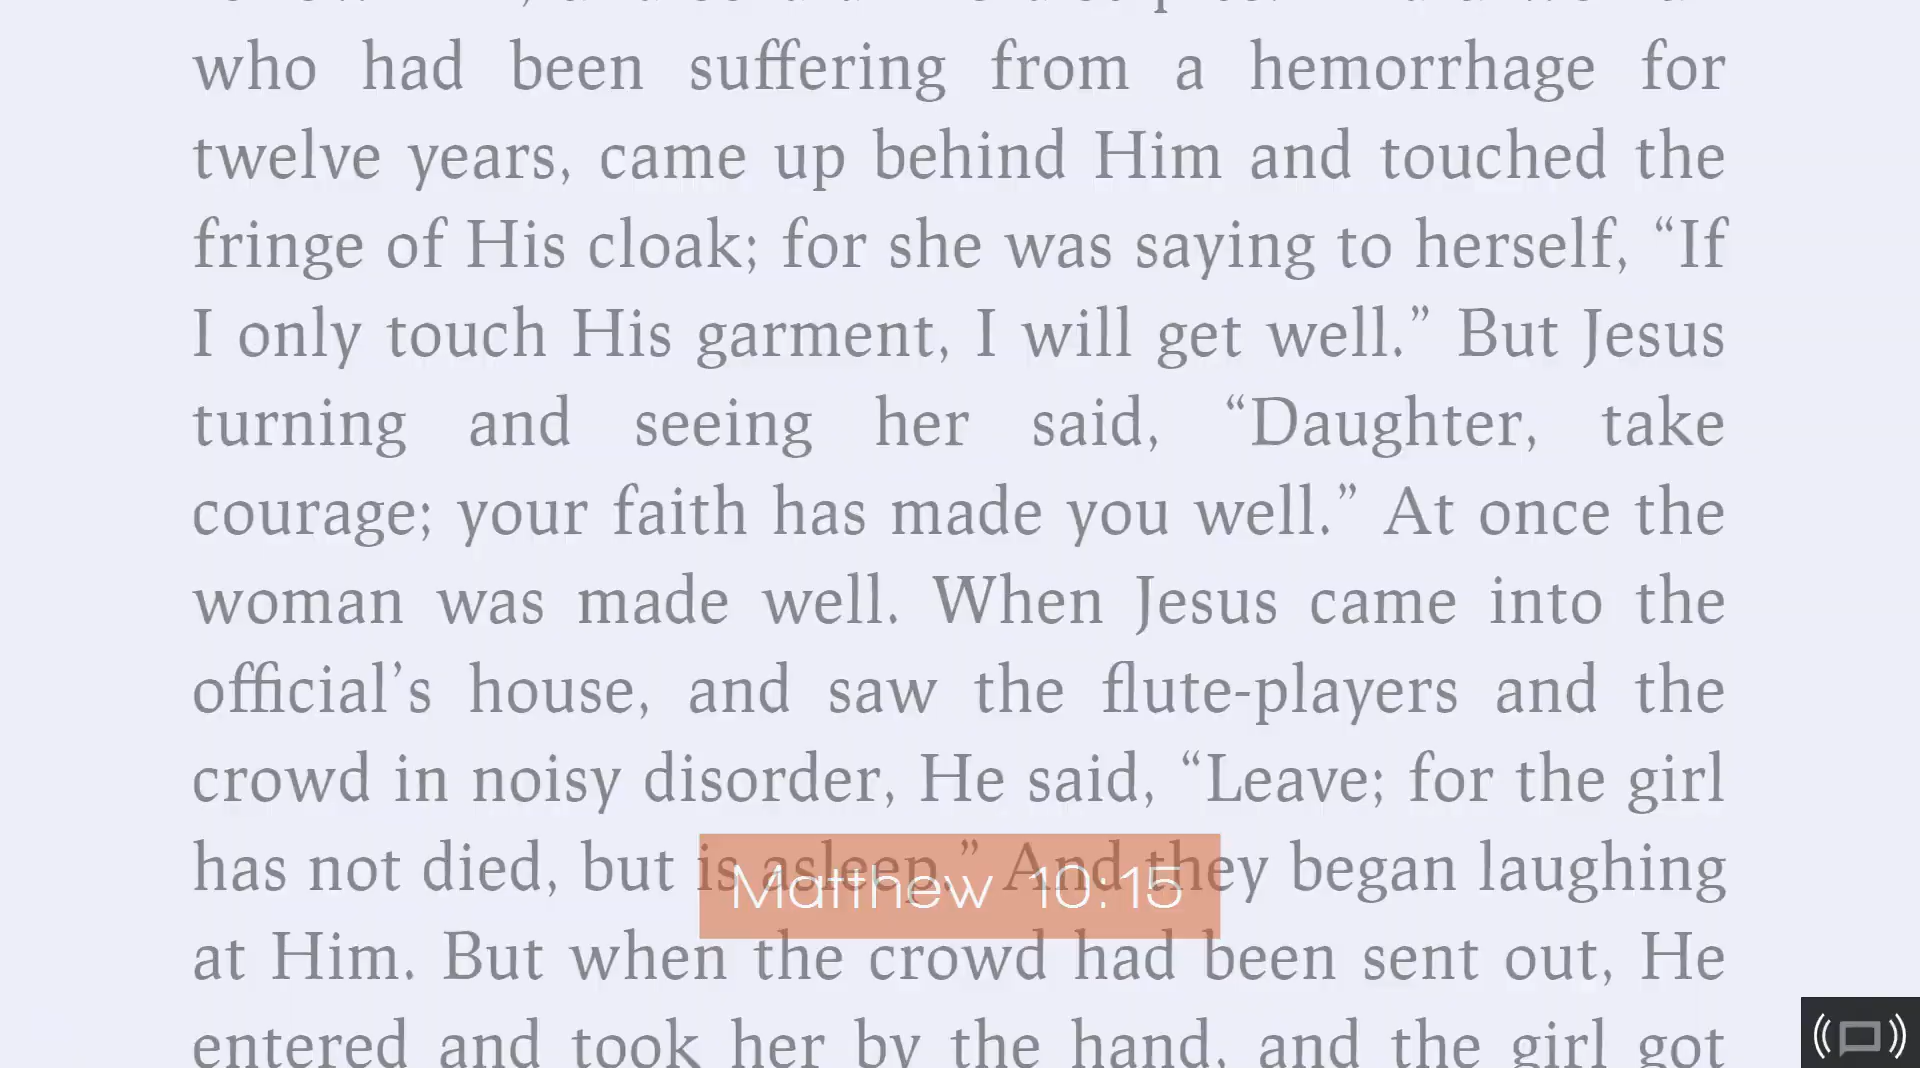 who had been suffering from a hemorrhage for
twelve years, came up behind Him and touched the
fringe of His cloak; for she was saying to herself, “If
I only touch His garment, I will get well.” But Jesus
turning and seeing her said, “Daughter, take
courage; your faith has made you well.” At once the
woman was made well. When Jesus came into the
official’s house, and saw the flute-players and the
crowd in noisy disorder, He said, “Leave; for the girl
has not died, but is asleep.” And they began laughing
Matthew 10:15
at Him. But when the crowd had been sent out, He
entered and took her by the hand, and the girl got